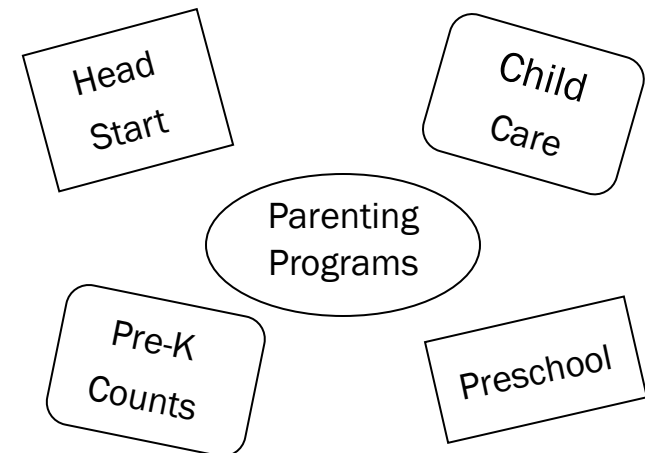 Head
Start
Child
Care
Parenting
Programs
Pre-K
Counts
Preschool